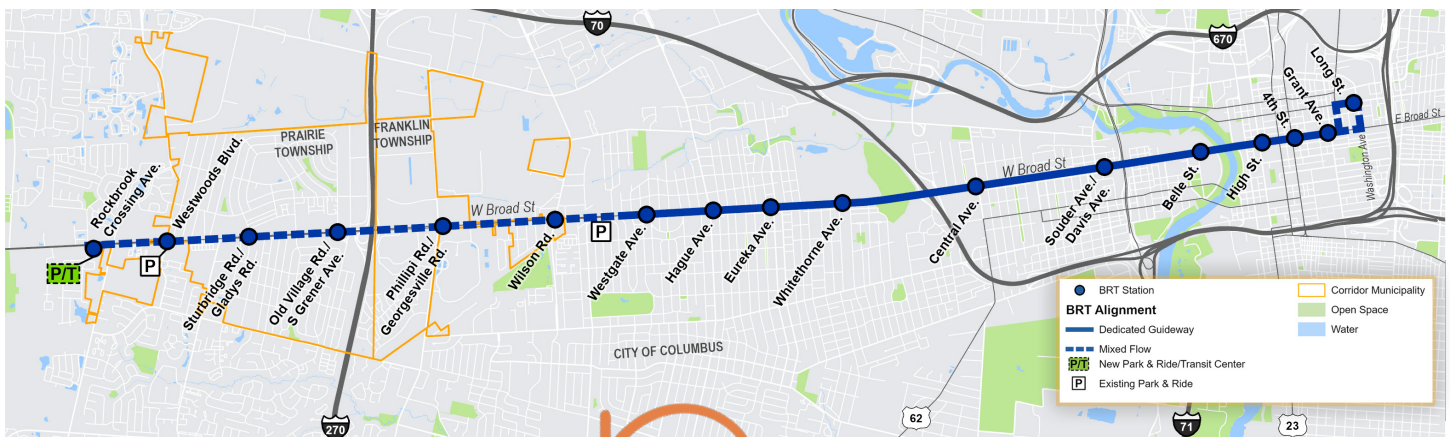 70
670
Long St.
Grant Ave.
4th St.
E Broad St
PRAIRIE
TOWNSHIP
FRANKLIN
TOWNSHIP
Rockbrook
Crossing Ave.
Westwoods Blvd.
W Broad St
W Broad St
High St.
Belle St.
Washington Ave
Souder Ave./
Davis Ave.
Central Ave.
Whitethorne Ave.
Eureka Ave.
Hague Ave.
Westgate Ave.
P
Wilson Rd.
Phillipi Rd./
Georgesville Rd.
Old Village Rd./
S Grener Ave.
Sturbridge Rd./
Gladys Rd.
P
P/T
CITY OF COLUMBUS
BRT Station
BRT Alignment
Dedicated Guideway
Mixed Flow
P/T New Park & Ride/Transit Center
P Existing Park & Ride
Corridor Municipality
Open Space
Water
270
62
71
23